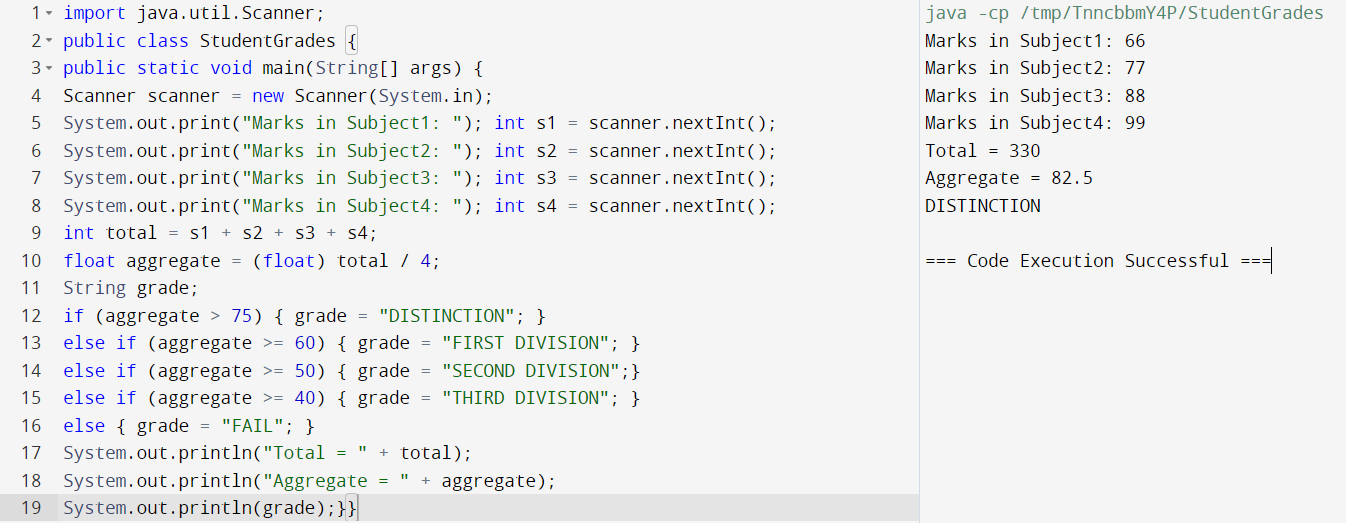 1 import java.util.Scanner;
2 public class StudentGrades {
3 public static void main(String[] args) {
4 Scanner scanner = new Scanner(System.in);
5 System.out.print("Marks in Subject1: "); int s1 = scanner.nextInt();
6 System.out.print("Marks in Subject2: "); int s2 = scanner.nextInt();
7 System.out.print("Marks in Subject3: "); int s3 = scanner.nextInt();
8 System.out.print("Marks in Subject4: "); int s4 = scanner.nextInt();
9 int total = s1 + s2 + s3 + s4;
10 float aggregate = (float) total / 4;
11 String grade;
12 if (aggregate > 75) { grade = "DISTINCTION"; }
13 else if (aggregate >= 60) { grade = "FIRST DIVISION"; }
14 else if (aggregate >= 50) { grade = "SECOND DIVISION";}
15 else if (aggregate >= 40) { grade = "THIRD DIVISION"; }
16 else { grade = "FAIL"; }
17 System.out.println("Total = " + total);
18 System.out.println("Aggregate = " + aggregate);
19 System.out.println(grade);}}
java -cp /tmp/TnncbbmY4P/StudentGrades
Marks in Subject1: 66
Marks in Subject2: 77
Marks in Subject3: 88
Marks in Subject4: 99
Total = 330
Aggregate = 82.5
DISTINCTION
=== Code Execution Successful ===